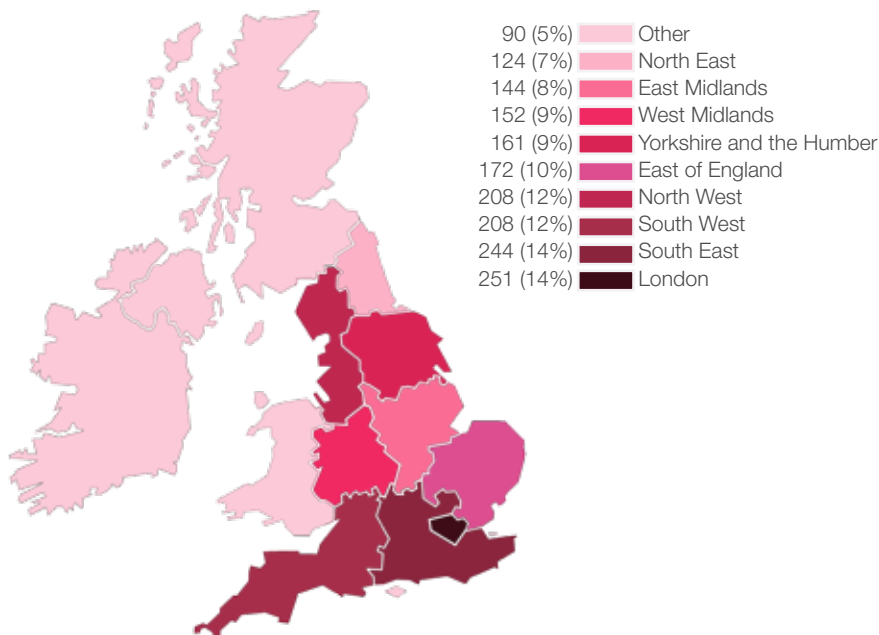 90 (5%) Other
124 (7%) North East
144 (8%) East Midlands
152 (9%) West Midlands
161 (9%) Yorkshire and the Humber
172 (10%) East of England
208 (12%) North West
208 (12%) South West
244 (14%) South East
251 (14%) London